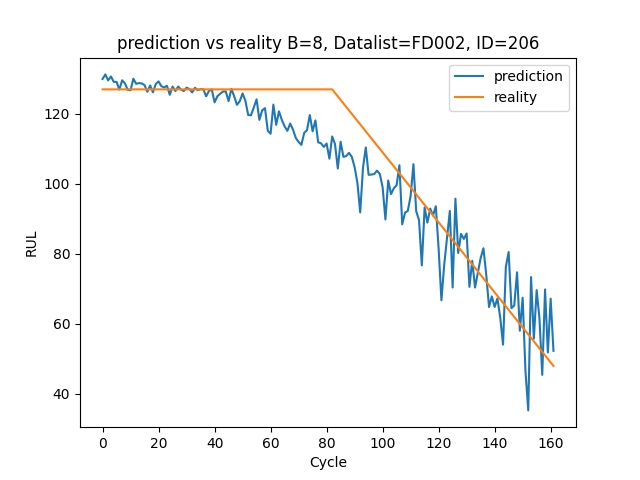 prediction vs reality B=8, Datalist=FD002, ID=206
prediction
reality
120
100
80
60
40
RUL
0 20 40 60 80 100 120 140 160
Cycle